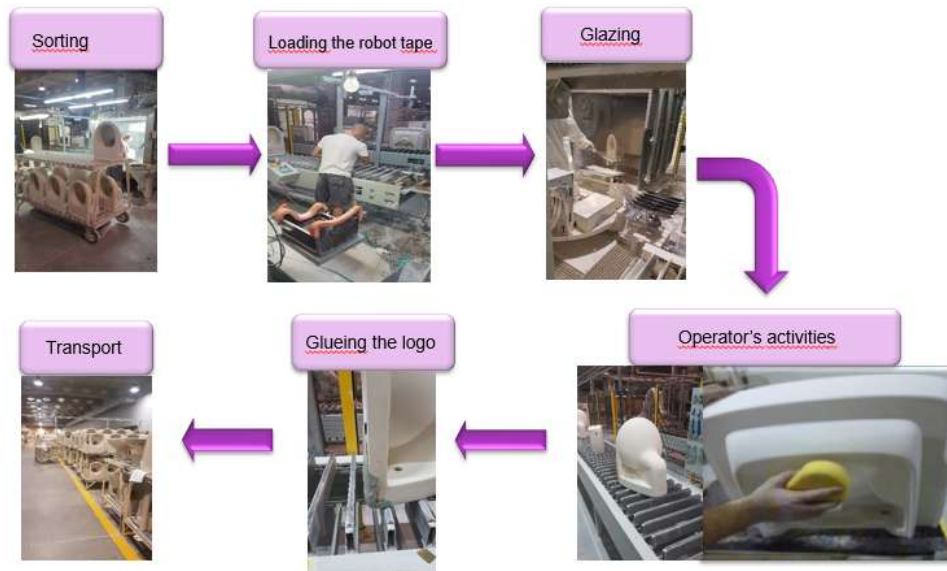 Sorting
Loading the robot tape
Glazing
Operator's activities
Glueing the logo
Transport